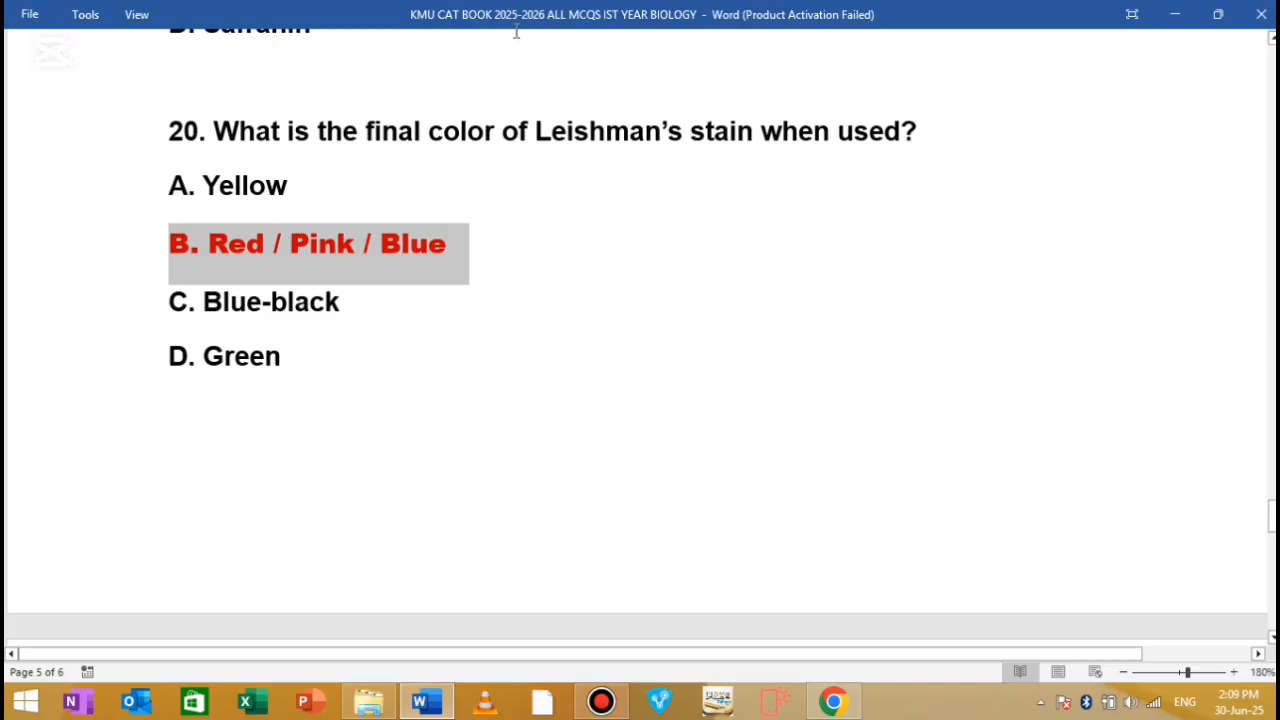 File Tools View KMU CAT BOOK 2025-2026 ALL MCQS IST YEAR BIOLOGY - Word (Product Activation Failed)
20. What is the final color of Leishman’s stain when used?
A. Yellow
B. Red / Pink / Blue
C. Blue-black
D. Green
Page 5 of 6 180%
ENG 2:09 PM
30-Jun-25